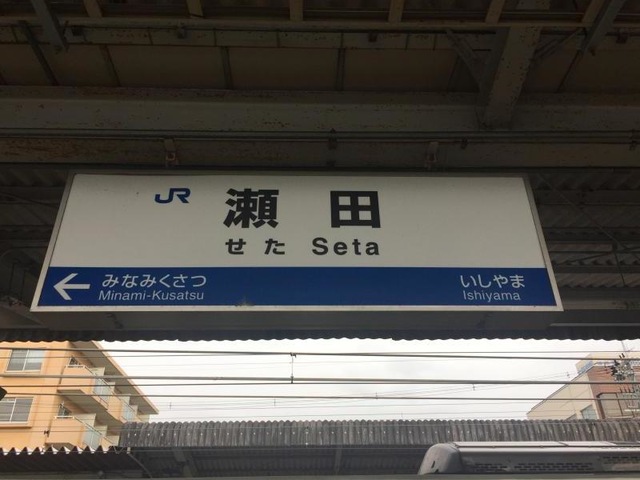 JR 瀬田
せた Seta
← みなみくさつ いしやま
Minami-Kusatsu Ishiyama